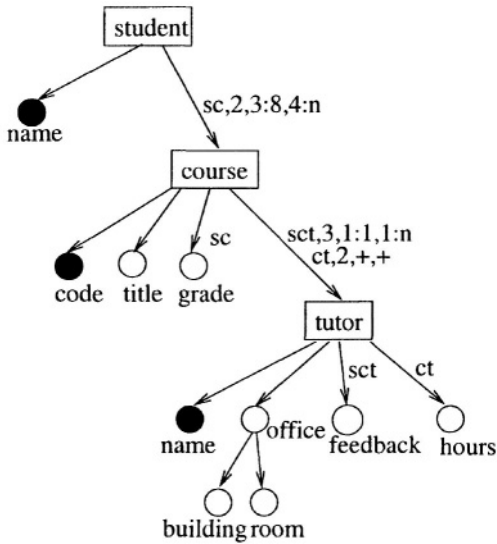 student
name
sc,2,3:8,4:n
course
code
title
grade
sc
sct,3,1:1,1:n
ct,2,+,+
tutor
name
office
sct
feedback
ct
hours
building
room